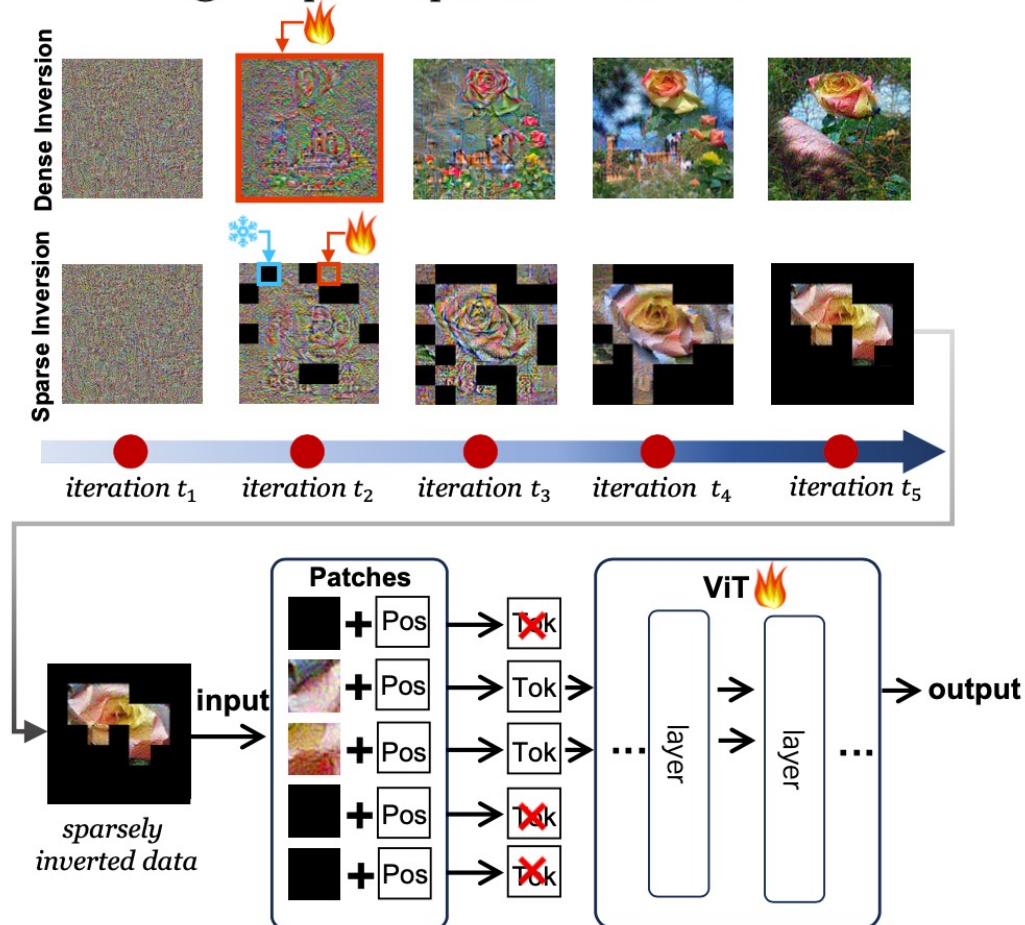 Dense Inversion
Sparse Inversion
iteration t₁
iteration t₂
iteration t₃
iteration t₄
iteration t₅
Patches
ViT
Pos
Tok
Pos
Tok
input
layer
layer
output
Pos
Tok
Pos
Tok
Pos
Tok
sparsely
inverted data
+
+
+
+
+
...
...